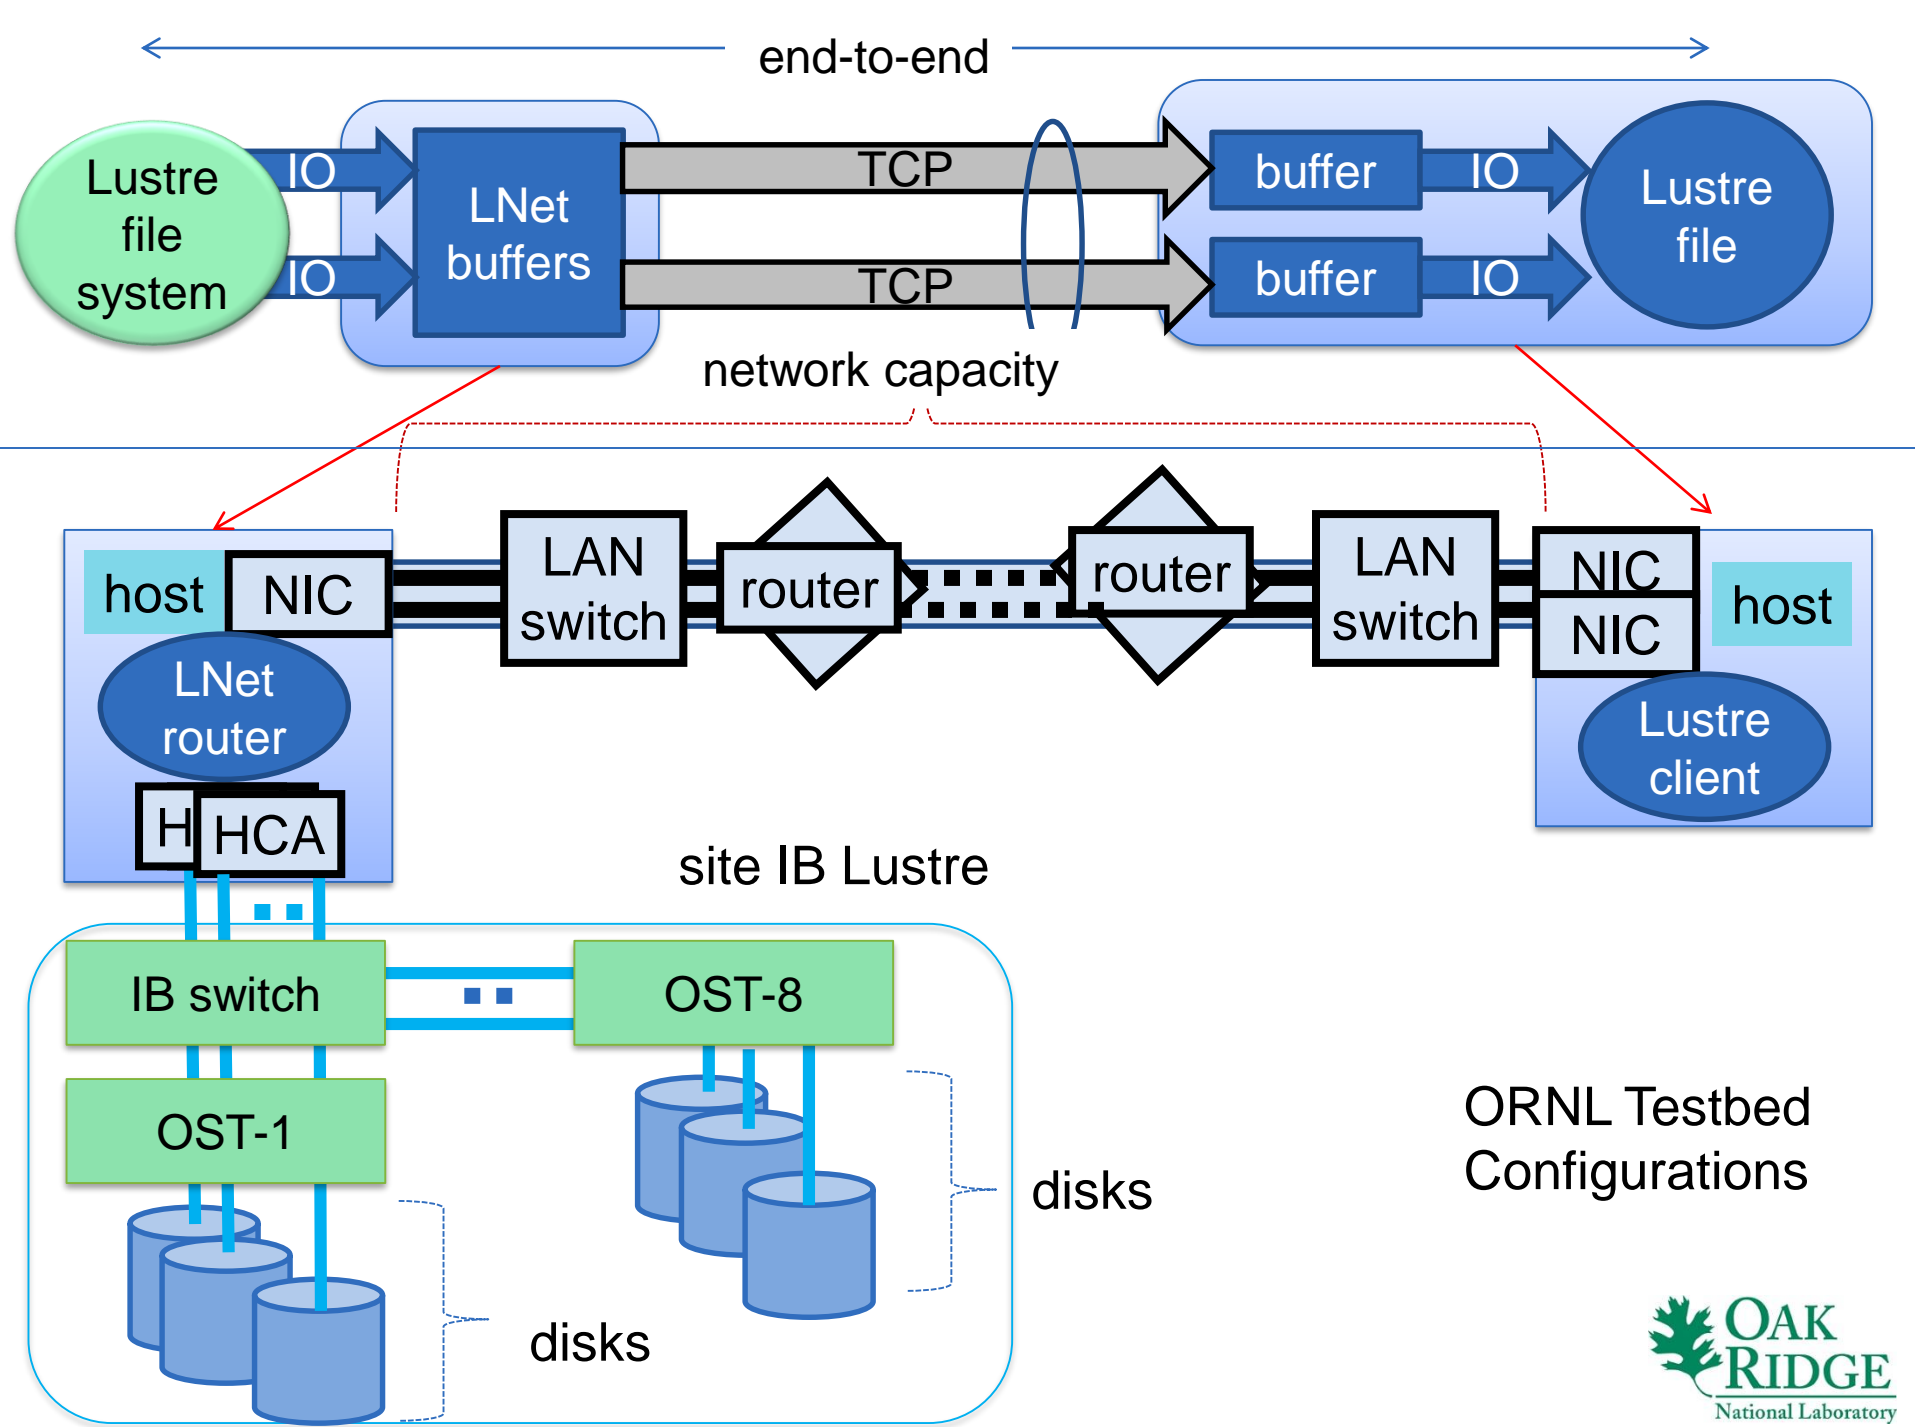 end-to-end
Lustre
file
system
IO
IO
LNet
buffers
TCP
TCP
buffer
buffer
IO
IO
Lustre
file
network capacity
host
NIC
LNet
router
H
HCA
LAN
switch
router
router
LAN
switch
NIC
NIC
host
Lustre
client
site IB Lustre
IB switch
OST-8
OST-1
disks
disks
ORNL Testbed
Configurations
OAK
RIDGE
National Laboratory